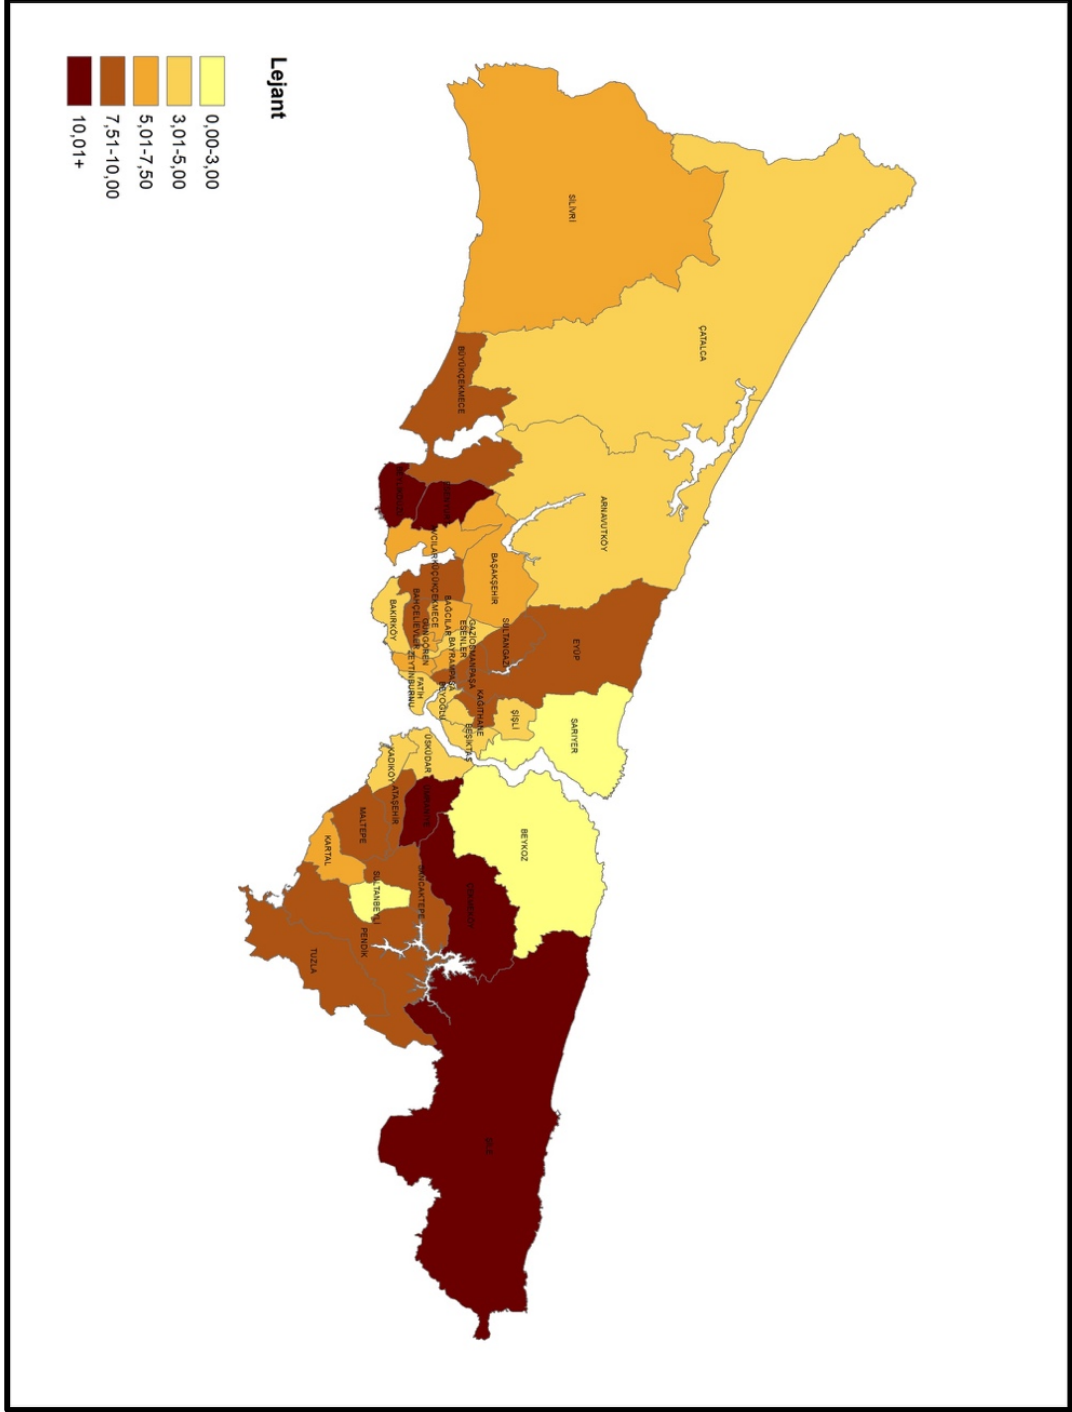 Lejant
0,00-3,00
3,01-5,00
5,01-7,50
7,51-10,00
10,01+
ÇATALCA
SİLİVRİ
ARNAVUTKÖY
BÜYÜKÇEKMECE
EYÜP
SARIYER
BAŞAKŞEHİR
SULTANGAZİ
ŞİŞLİ
KAĞITHANE
GAZİOSMANPAŞA
ESENLER
BAĞCILAR
BAYRAMPAŞA
KÜÇÜKÇEKMECE
BAHÇELİEVLER
GÜNGÖREN
ZEYTİNBURNU
BAKIRKÖY
FATİH
BEYOĞLU
BEŞİKTAŞ
BEYKOZ
ÜSKÜDAR
KADIKÖY
ATAŞEHİR
ÜMRANİYE
ÇEKMEKÖY
SANCAKTEPE
MALTEPE
KARTAL
SULTANBEYLİ
PENDİK
TUZLA
ŞİLE